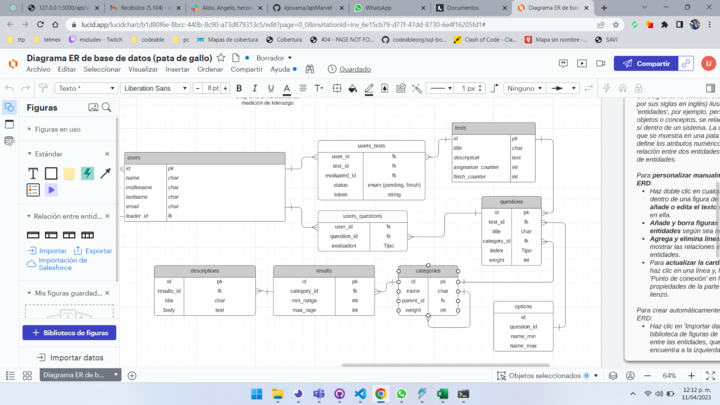 127.0.0.1:3000/api/v
Recibidos (5,104)
Aldo, Angelo, herzon
irjovama/apiMarvel
WhatsApp
Documentos
Diagrama ER de bas
lucid.app/lucidchart/b1d80f6e-8bcc-440b-8c90-a73d879313c5/edit?page=0_0&invitationId=inv_6e15cb79-d77f-47dd-8730-6e4f16205fd1#
ttp
telmex
misdudev - Twitch
codeable
pc
trabajo
Mapas de Wikipedia
Cobertura
404 - PAGE NOT FO...
codeableorg/sql-bo...
Clash of Code - Cla...
Mapa sin nombre -...
SAVI
Diagrama ER de base de datos (pata de gallo)
Borrador
Archivo Editar Seleccionar Visualizar Insertar Ordenar Compartir Ayuda
Guardado
Compartir
Texto *
Liberation Sans
8 pt
1 px
Ninguno
Figuras
Figuras en uso
Estándar
Relación entre entid...
Importar
Exportar
Importación de
Salesforce
Mis figuras guardad...
Biblioteca de figuras
Importar datos
medición de liderazgo
users
id pk
name char
midlename char
lastname char
email char
leader_id fk
users_tests
user_id fk
test_id fk
evaluated_id fk
status enum (pending, finish)
token string
tests
id pk
title char
description text
assignation_counter int
finish_counter int
users_questions
user_id fk
question_id fk
evaluation Tipo
questions
id pk
test_id fk
title char
category_id fk
index Tipo
weight int
descriptions
id pk
results_id fk
title char
body text
results
id pk
category_id fk
min_range int
max_rage int
categories
id pk
name char
parent_id fk
weight int
options
id
question_id
name_min
name_max
por sus siglas en inglés) ilus
'entidades', por ejemplo, pers
objetos o conceptos, se relac
sí dentro de un sistema. La n
que se muestra en una pata d
define los atributos numérico
relación entre dos entidades
de entidades.
Para personalizar manualm
ERD:
Haz doble clic en cualq
dentro de una figura de
añade o edita el texto s
en ella.
Añade y borra figuras
entidades según sea n
Agrega y elimina línea
mostrar las relaciones e
entidades.
Para actualizar la card
haz clic en una línea y, l
'Punto de conexión' en l
propiedades de la parte
lienzo.
Para crear automáticamente
ERD:
Haz clic en 'Importar da
biblioteca de figuras de
entre las entidades, que
encuentra a la izquierda
Diagrama ER de b...
Objetos seleccionados 0
64%
12:12 p. m.
11/04/2023